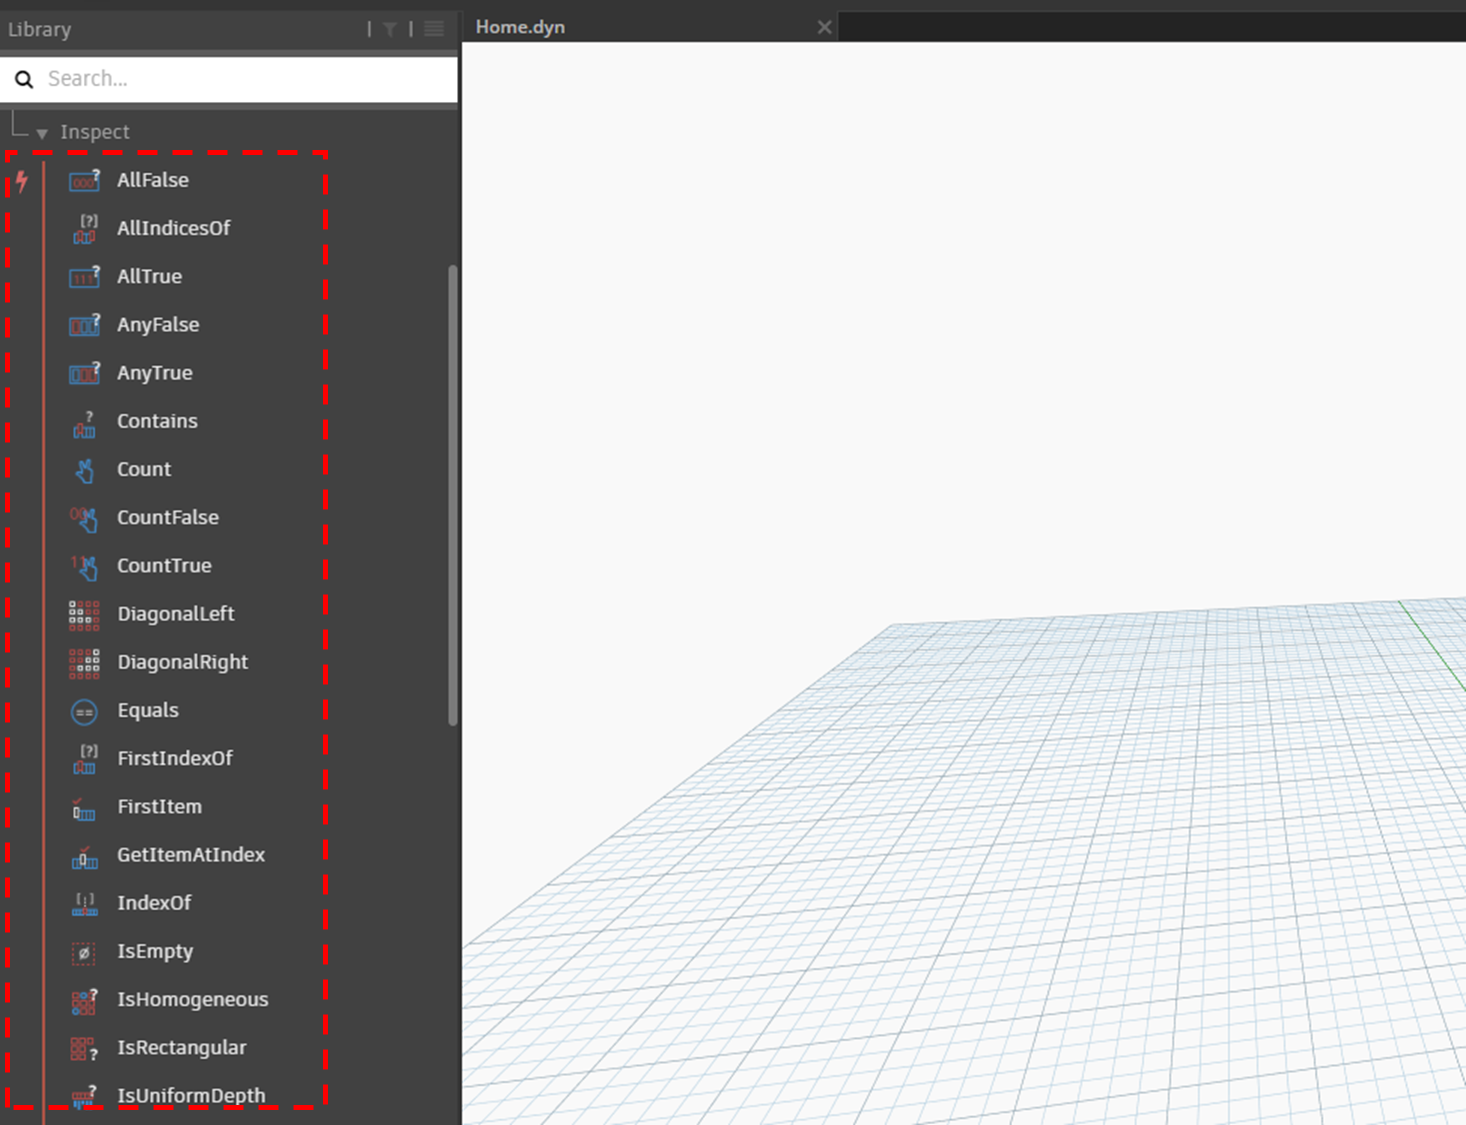 Library
Home.dyn
Search...
Inspect
AllFalse
AllIndicesOf
AllTrue
AnyFalse
AnyTrue
Contains
Count
CountFalse
CountTrue
DiagonalLeft
DiagonalRight
Equals
FirstIndexOf
FirstItem
GetItemAtIndex
IndexOf
IsEmpty
IsHomogeneous
IsRectangular
IsUniformDepth